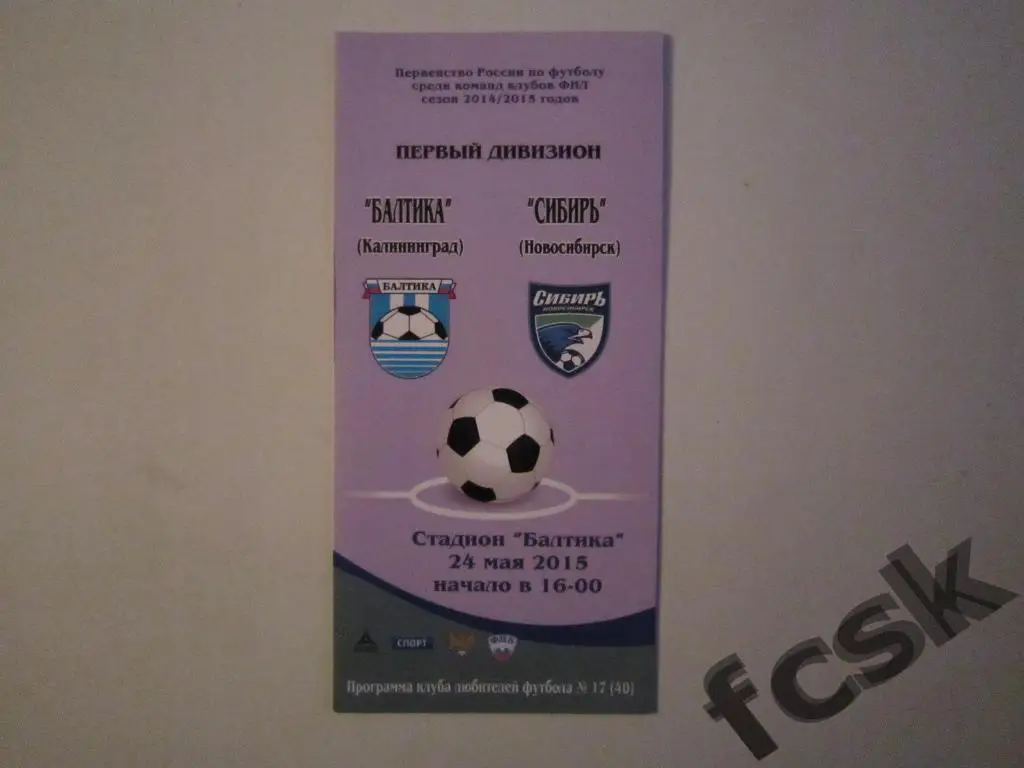 Первенство России по футболу
среди команд клубов ФНЛ
сезон 2014/2015 годов
ПЕРВЫЙ ДИВИЗИОН
"БАЛТИКА" "СИБИРЬ"
(Калининград) (Новосибирск)
БАЛТИКА
СИБИРЬ
НОВОСИБИРСК
Стадион "Балтика"
24 мая 2015
начало в 16-00
СПОРТ
Программа клуба любителей футбола № 17 (40)
fcsk